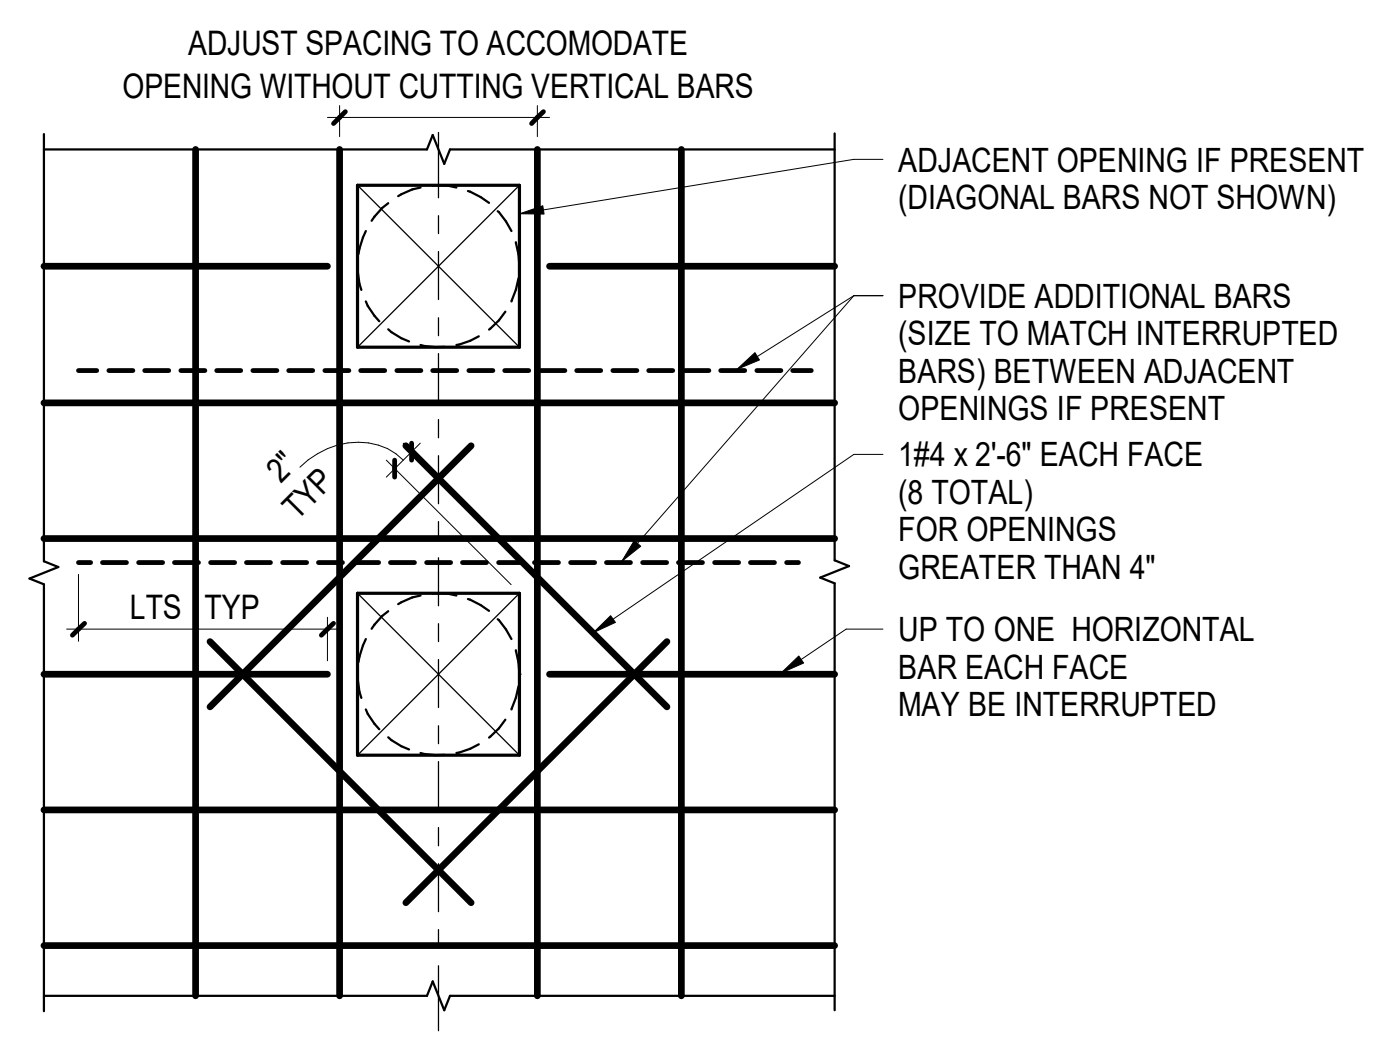 ADJUST SPACING TO ACCOMODATE
OPENING WITHOUT CUTTING VERTICAL BARS
ADJACENT OPENING IF PRESENT
(DIAGONAL BARS NOT SHOWN)
PROVIDE ADDITIONAL BARS
(SIZE TO MATCH INTERRUPTED
BARS) BETWEEN ADJACENT
OPENINGS IF PRESENT
1#4 x 2'-6" EACH FACE
(8 TOTAL)
FOR OPENINGS
GREATER THAN 4"
2"
TYP
LTS TYP
UP TO ONE HORIZONTAL
BAR EACH FACE
MAY BE INTERRUPTED